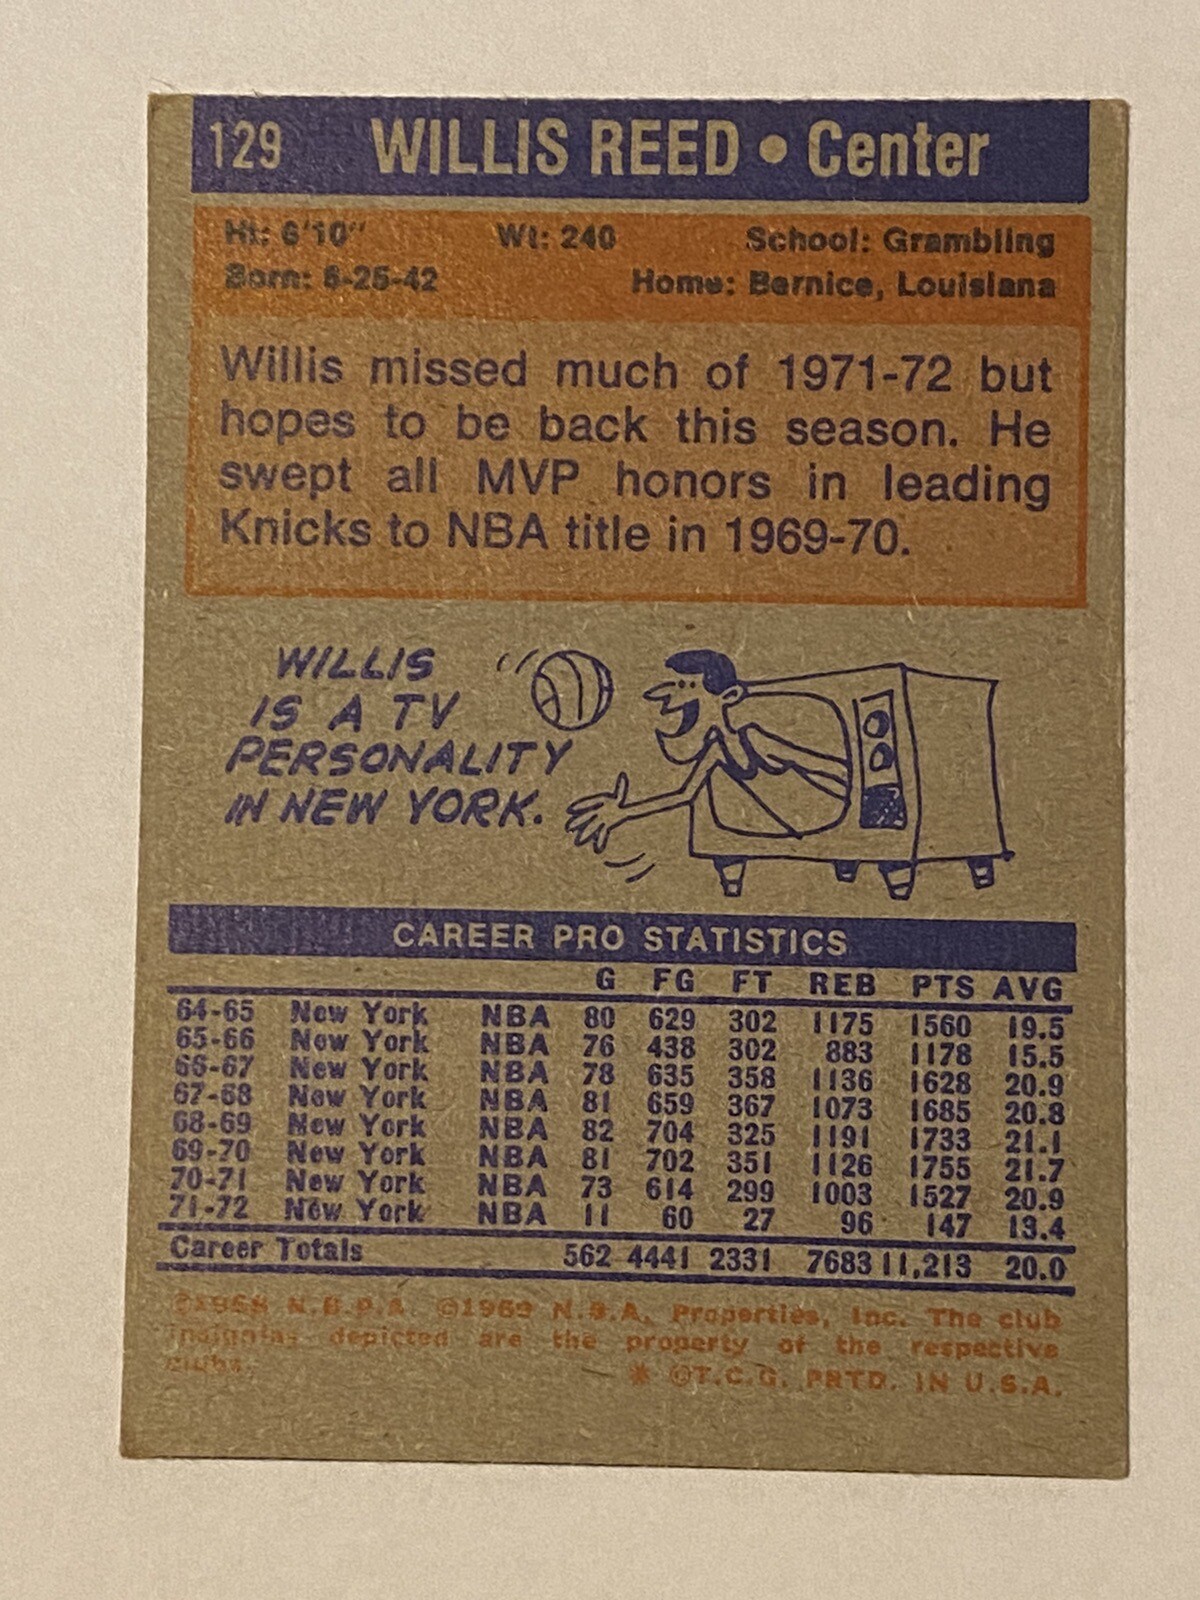 129 WILLIS REED • Center
Ht: 6'10" Wt: 240 School: Grambling
Born: 6-25-42 Home: Bernice, Louisiana
Willis missed much of 1971-72 but
hopes to be back this season. He
swept all MVP honors in leading
Knicks to NBA title in 1969-70.
WILLIS
IS A TV
PERSONALITY
IN NEW YORK.
CAREER PRO STATISTICS
G FG FT REB PTS AVG
64-65 New York NBA 80 629 302 1175 1560 19.5
65-66 New York NBA 76 438 302 883 1178 15.5
66-67 New York NBA 78 635 358 1136 1628 20.9
67-68 New York NBA 81 659 367 1073 1685 20.8
68-69 New York NBA 82 704 325 1191 1733 21.1
69-70 New York NBA 81 702 351 1126 1755 21.7
70-71 New York NBA 73 614 299 1003 1527 20.9
71-72 New York NBA 11 60 27 96 147 13.4
Career Totals 562 4441 2331 7683 11,213 20.0
©1968 N.B.P.A. ©1969 N.B.A. Properties, Inc. The club
insignias depicted are the property of the respective
clubs.
* ©T.C.G. PRTD. IN U.S.A.